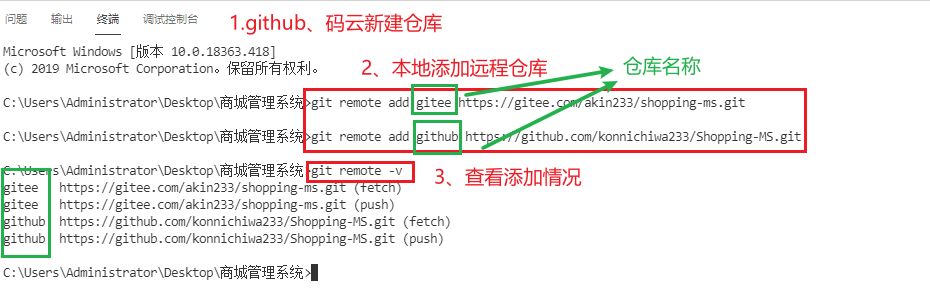 问题 输出 终端 调试控制台
1.github、码云新建仓库
Microsoft Windows [版本 10.0.18363.418]
(c) 2019 Microsoft Corporation。保留所有权利。
2、本地添加远程仓库
仓库名称
C:\Users\Administrator\Desktop\商城管理系统>git remote add gitee https://gitee.com/akin233/shopping-ms.git
C:\Users\Administrator\Desktop\商城管理系统>git remote add github https://github.com/konnichiwa233/Shopping-MS.git
C:\Users\Administrator\Desktop\商城管理系统>git remote -v
3、查看添加情况
gitee https://gitee.com/akin233/shopping-ms.git (fetch)
gitee https://gitee.com/akin233/shopping-ms.git (push)
github https://github.com/konnichiwa233/Shopping-MS.git (fetch)
github https://github.com/konnichiwa233/Shopping-MS.git (push)
C:\Users\Administrator\Desktop\商城管理系统>